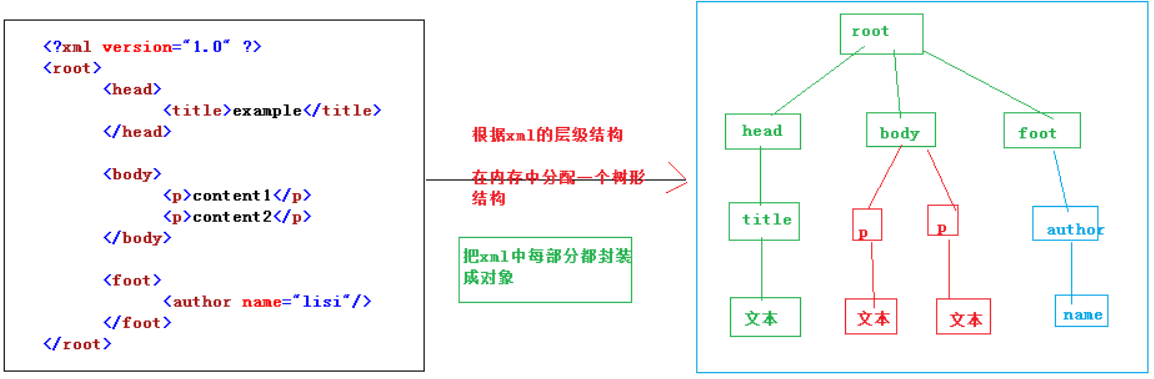 <?xml version="1.0" ?>
<root>
<head>
<title>example</title>
</head>
<body>
<p>content1</p>
<p>content2</p>
</body>
<foot>
<author name="lisi"/>
</foot>
</root>
根据xml的层级结构
在内存中分配一个树形
结构
把xml中每部分都封装
成对象
root
head
body
foot
title
p
p
author
文本
文本
文本
name